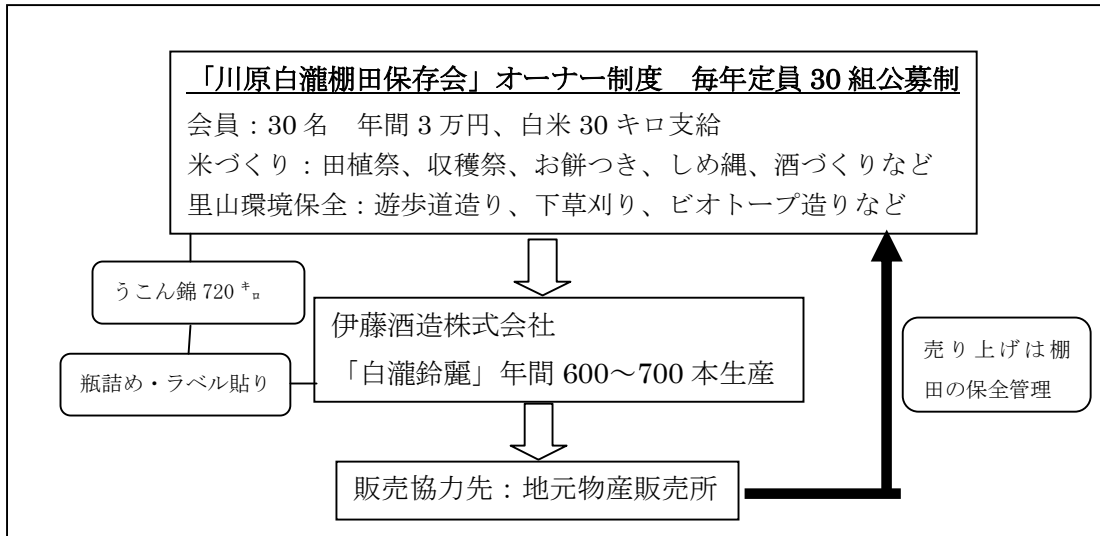 「川原白瀧棚田保存会」オーナー制度 毎年定員 30 組公募制
会員：30 名 年間 3 万円、白米 30 キロ支給
米づくり：田植祭、収穫祭、お餅つき、しめ縄、酒づくりなど
里山環境保全：遊歩道造り、下草刈り、ビオトープ造りなど
うこん錦 720 ㌔
瓶詰め・ラベル貼り
伊藤酒造株式会社
「白瀧鈴麗」年間 600～700 本生産
売り上げは棚
田の保全管理
販売協力先：地元物産販売所